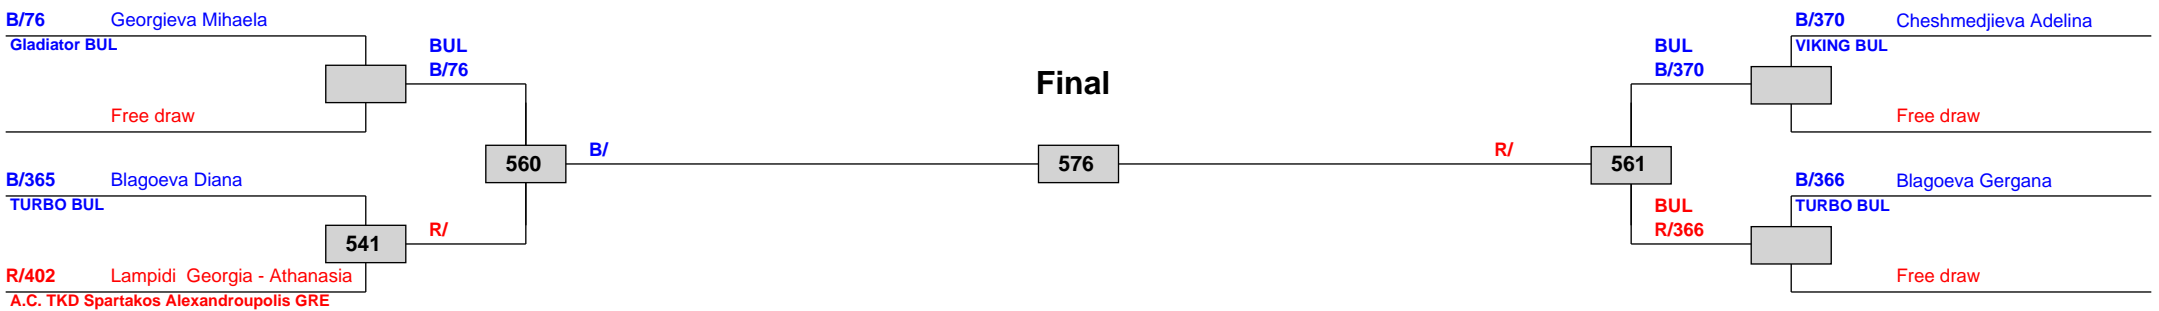 B/76 Georgieva Mihaela
Gladiator BUL
BUL
B/76
Free draw
560
B/365 Blagoeva Diana
TURBO BUL
541
R/
R/402 Lampidi  Georgia - Athanasia
A.C. TKD Spartakos Alexandroupolis GRE
B/
Final
576
R/
561
B/370 Cheshmedjieva Adelina
VIKING BUL
BUL
B/370
Free draw
B/366 Blagoeva Gergana
TURBO BUL
BUL
R/366
Free draw